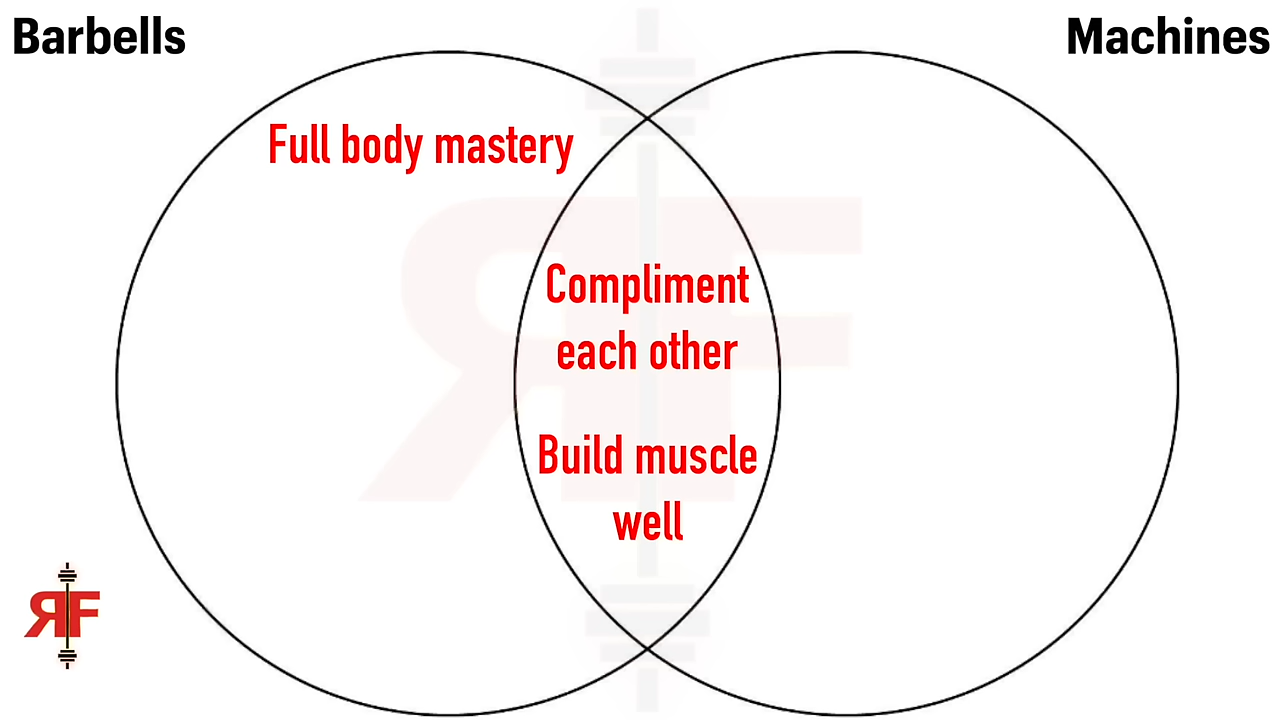 Barbells
Machines
Full body mastery
Compliment
each other
Build muscle
well
ЯF